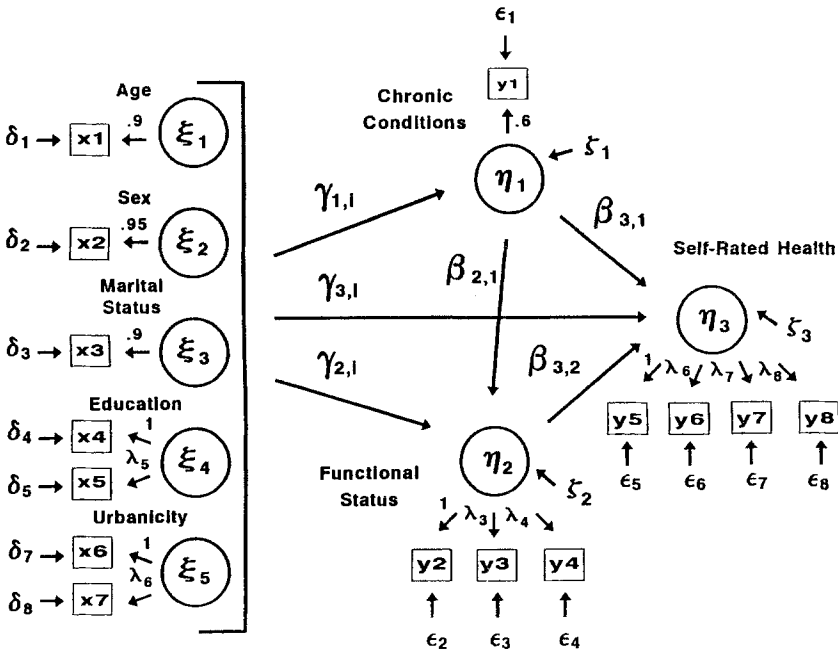 Age
δ1 x1 .9 ξ1
Sex
δ2 x2 .95 ξ2
Marital
Status
δ3 x3 .9 ξ3
Education
δ4 x4 1
λ5 ξ4
δ5 x5
Urbanicity
δ7 x6 1
λ6 ξ5
δ8 x7
γ1,i
γ3,i
γ2,i
ϵ1
y1
.6
Chronic
Conditions
η1
ζ1
β2,1
β3,1
β3,2
Functional
Status
η2
ζ2
1 λ3 λ4
y2 y3 y4
ϵ2 ϵ3 ϵ4
Self-Rated Health
η3
ζ3
1 λ6 λ7 λ8
y5 y6 y7 y8
ϵ5 ϵ6 ϵ7 ϵ8